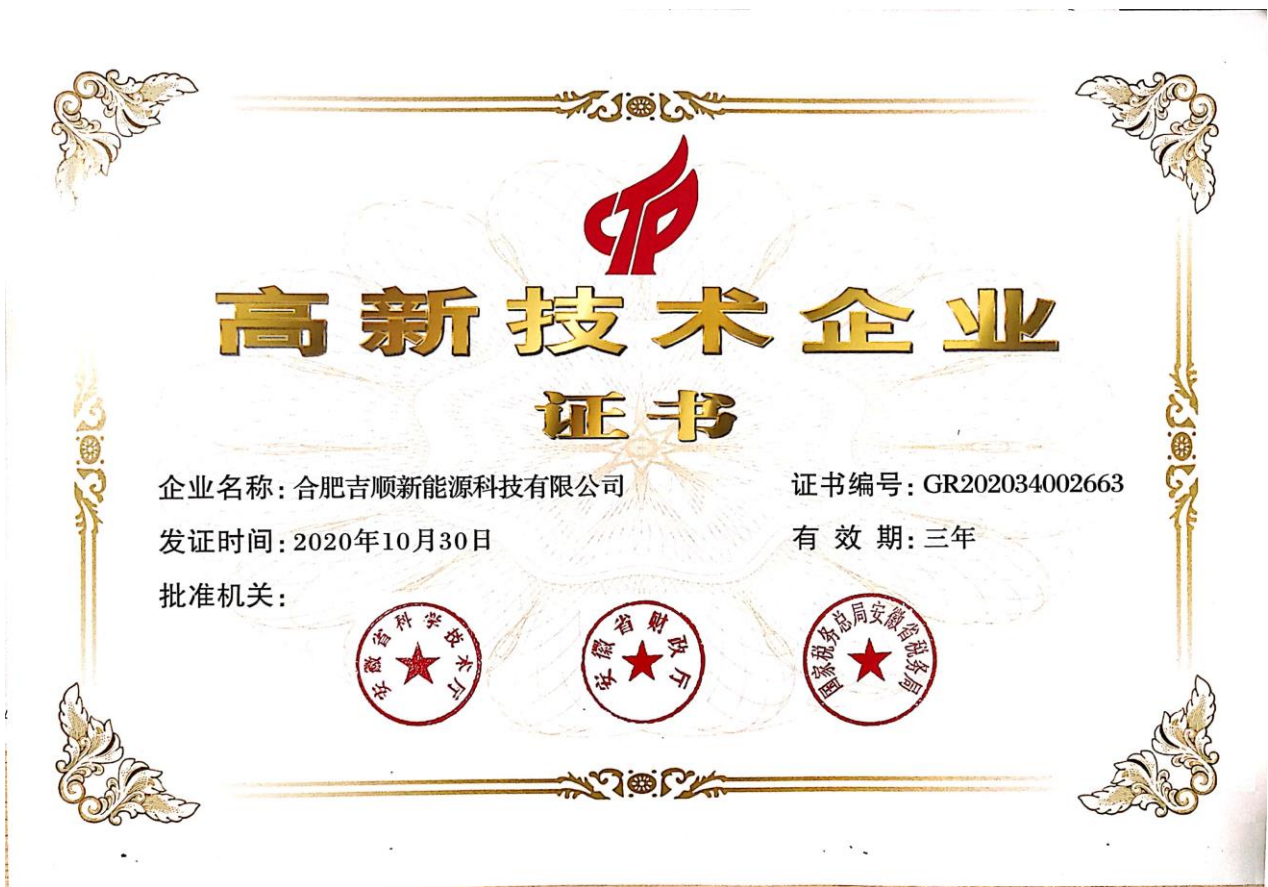 CTP
高新技术企业
证书
企业名称：合肥吉顺新能源科技有限公司 证书编号：GR202034002663
发证时间：2020年10月30日 有效期：三年
批准机关：
安徽省科学技术厅
安徽省财政厅
国家税务总局安徽省税务局